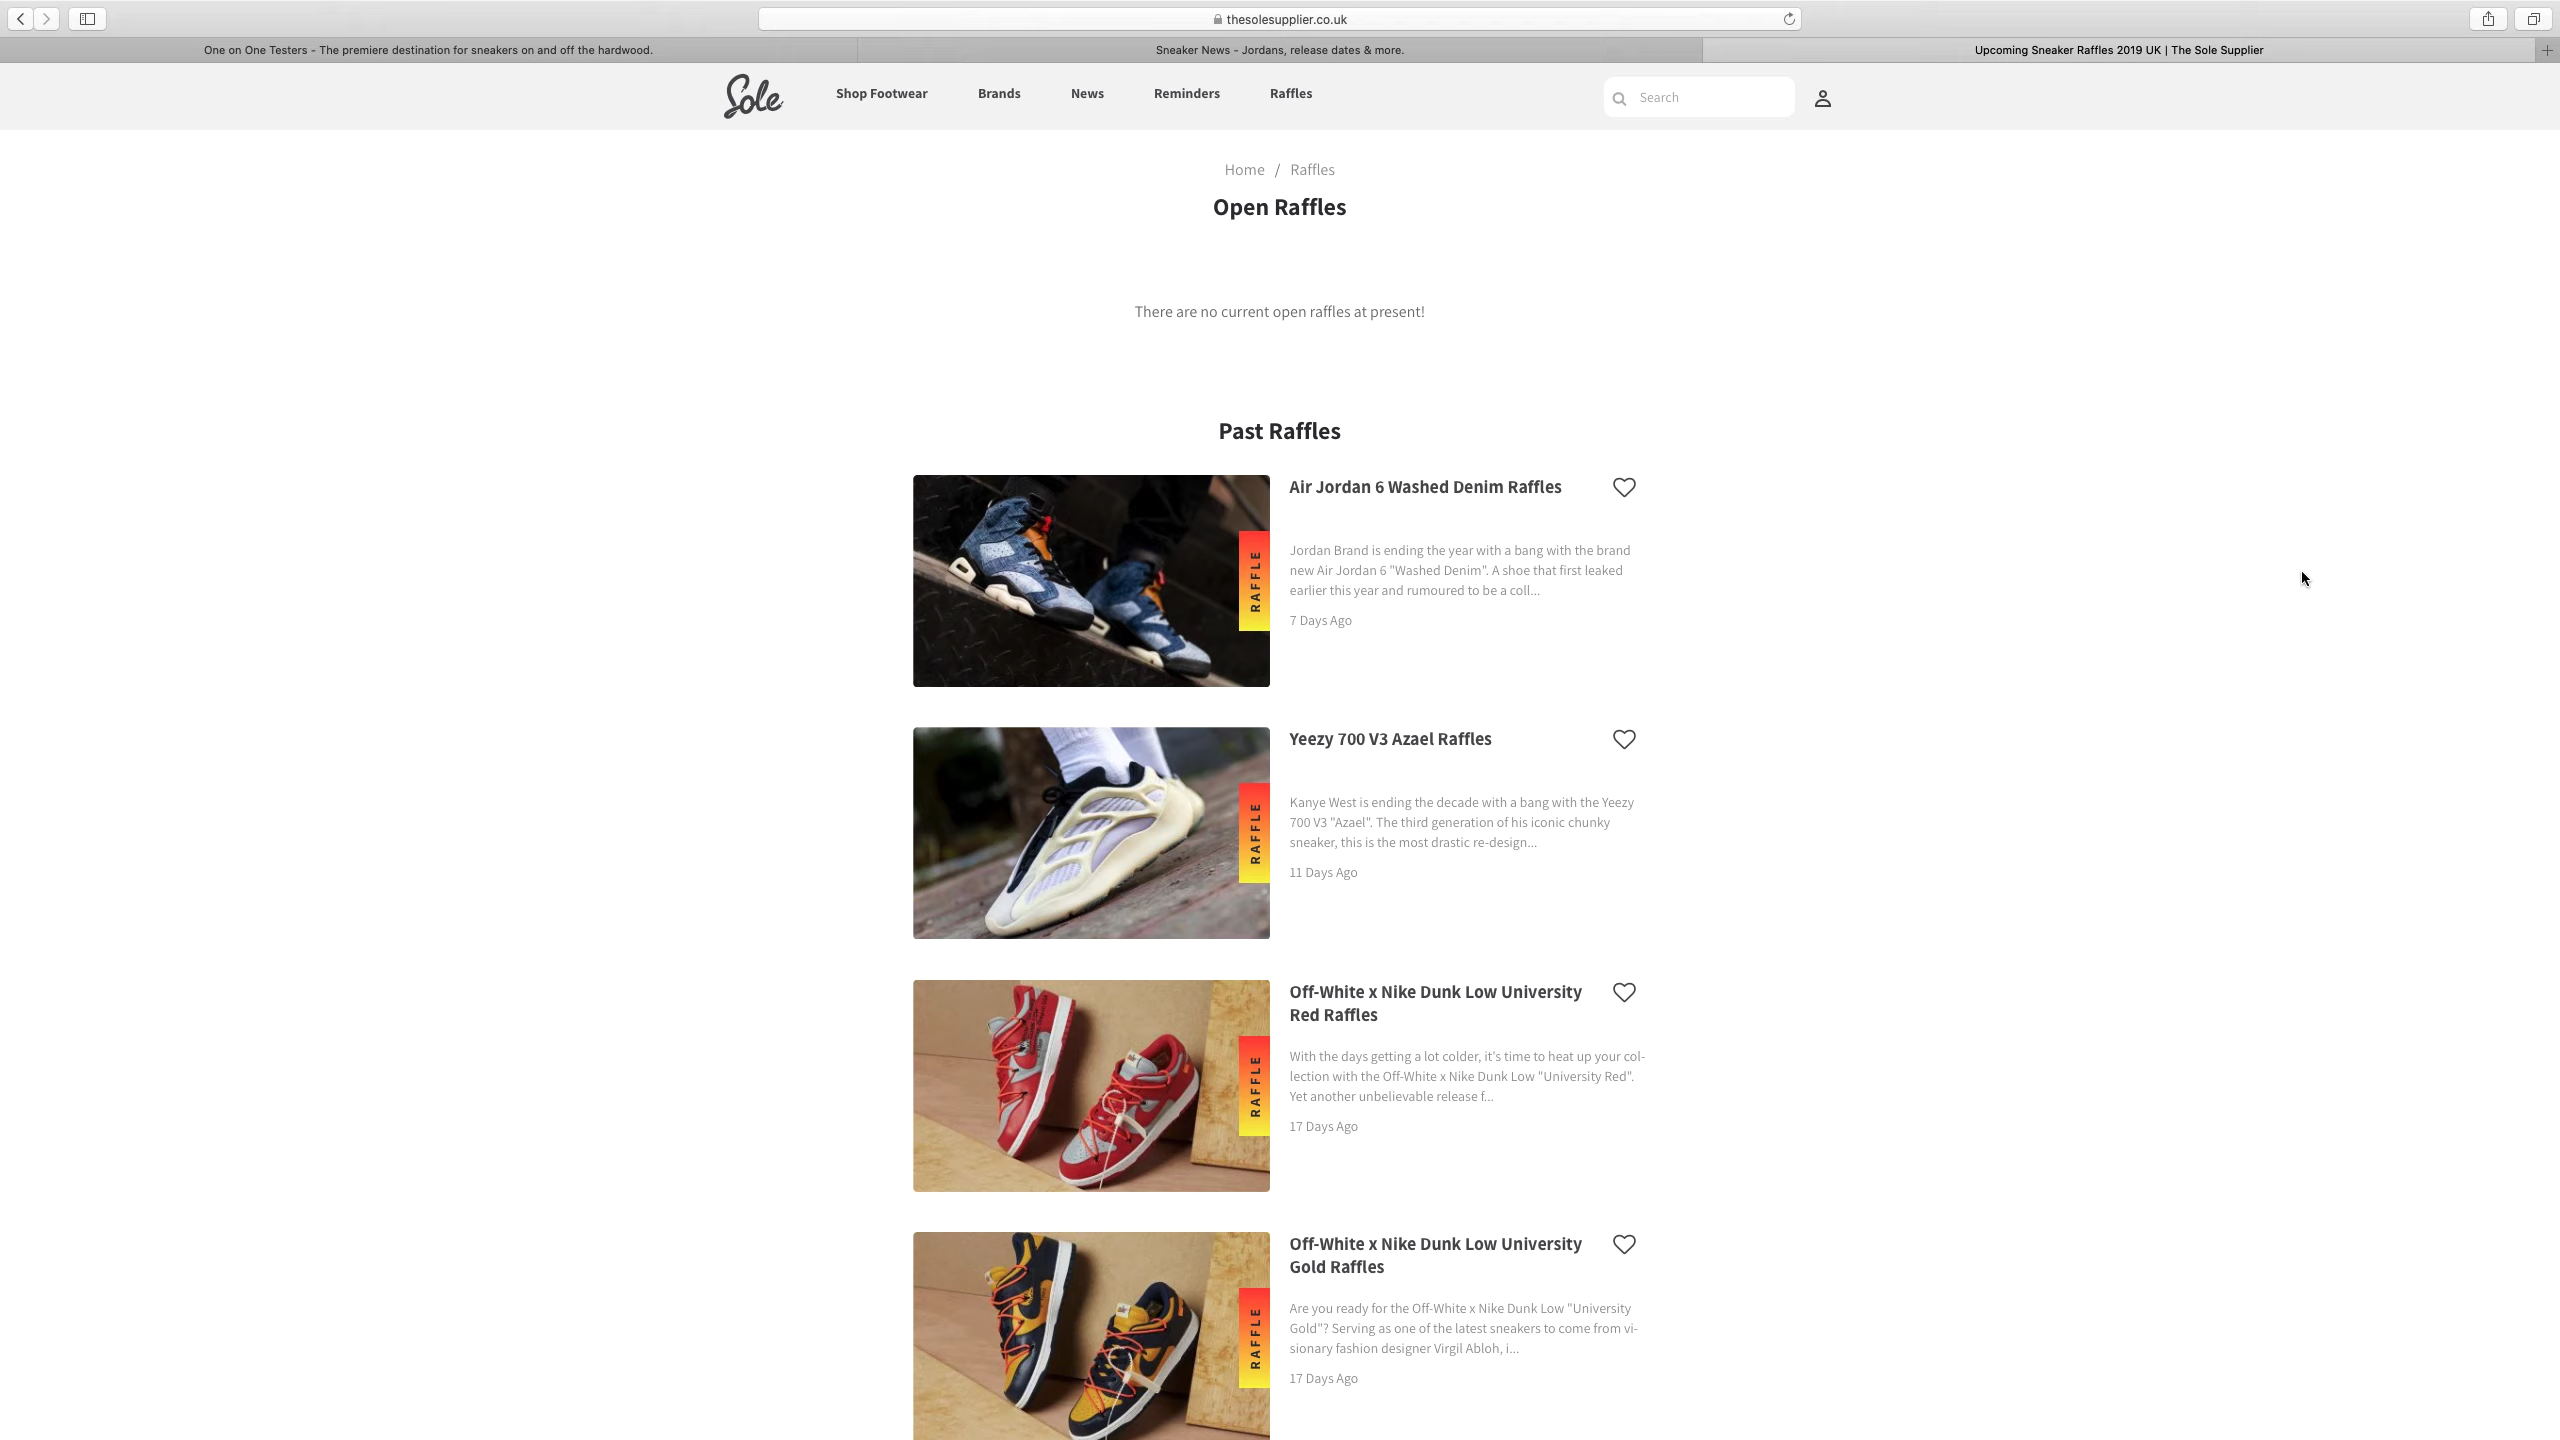 thesolesupplier.co.uk
One on One Testers - The premiere destination for sneakers on and off the hardwood.
Sneaker News - Jordans, release dates & more.
Upcoming Sneaker Raffles 2019 UK | The Sole Supplier
Sole
Shop Footwear
Brands
News
Reminders
Raffles
Search
Home / Raffles
Open Raffles
There are no current open raffles at present!
Past Raffles
RAFFLE
Air Jordan 6 Washed Denim Raffles
Jordan Brand is ending the year with a bang with the brand
new Air Jordan 6 "Washed Denim". A shoe that first leaked
earlier this year and rumoured to be a coll...
7 Days Ago
RAFFLE
Yeezy 700 V3 Azael Raffles
Kanye West is ending the decade with a bang with the Yeezy
700 V3 "Azael". The third generation of his iconic chunky
sneaker, this is the most drastic re-design...
11 Days Ago
RAFFLE
Off-White x Nike Dunk Low University
Red Raffles
With the days getting a lot colder, it's time to heat up your col-
lection with the Off-White x Nike Dunk Low "University Red".
Yet another unbelievable release f...
17 Days Ago
RAFFLE
Off-White x Nike Dunk Low University
Gold Raffles
Are you ready for the Off-White x Nike Dunk Low "University
Gold"? Serving as one of the latest sneakers to come from vi-
sionary fashion designer Virgil Abloh, i...
17 Days Ago